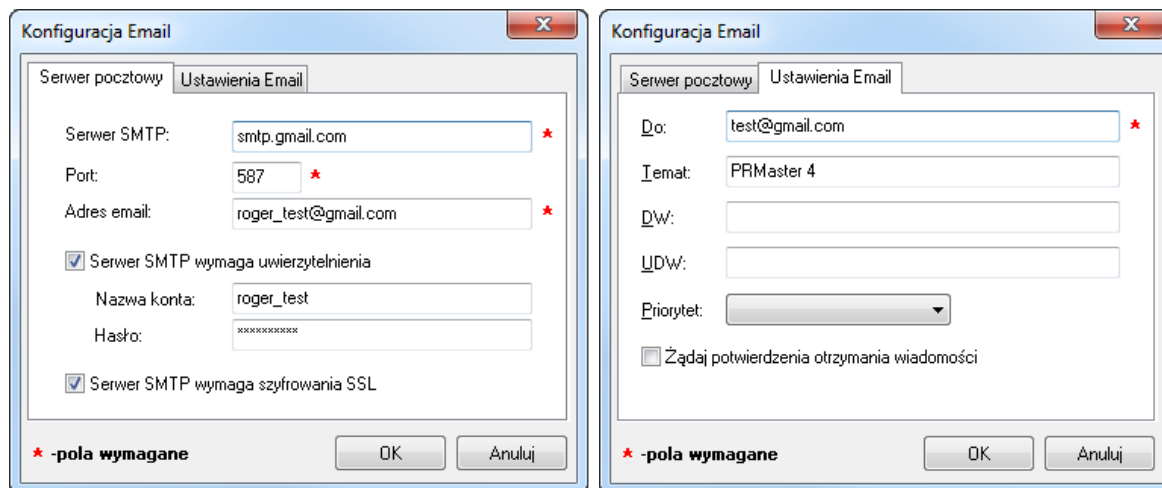 Konfiguracja Email
Serwer pocztowy Ustawienia Email
Serwer SMTP: smtp.gmail.com *
Port: 587 *
Adres email: roger_test@gmail.com *
Serwer SMTP wymaga uwierzytelnienia
Nazwa konta: roger_test
Hasło: **********
Serwer SMTP wymaga szyfrowania SSL
* -pola wymagane OK Anuluj
Konfiguracja Email
Serwer pocztowy Ustawienia Email
Do: test@gmail.com *
Temat: PRMaster 4
DW:
UDW:
Priorytet:
Żądaj potwierdzenia otrzymania wiadomości
* -pola wymagane OK Anuluj